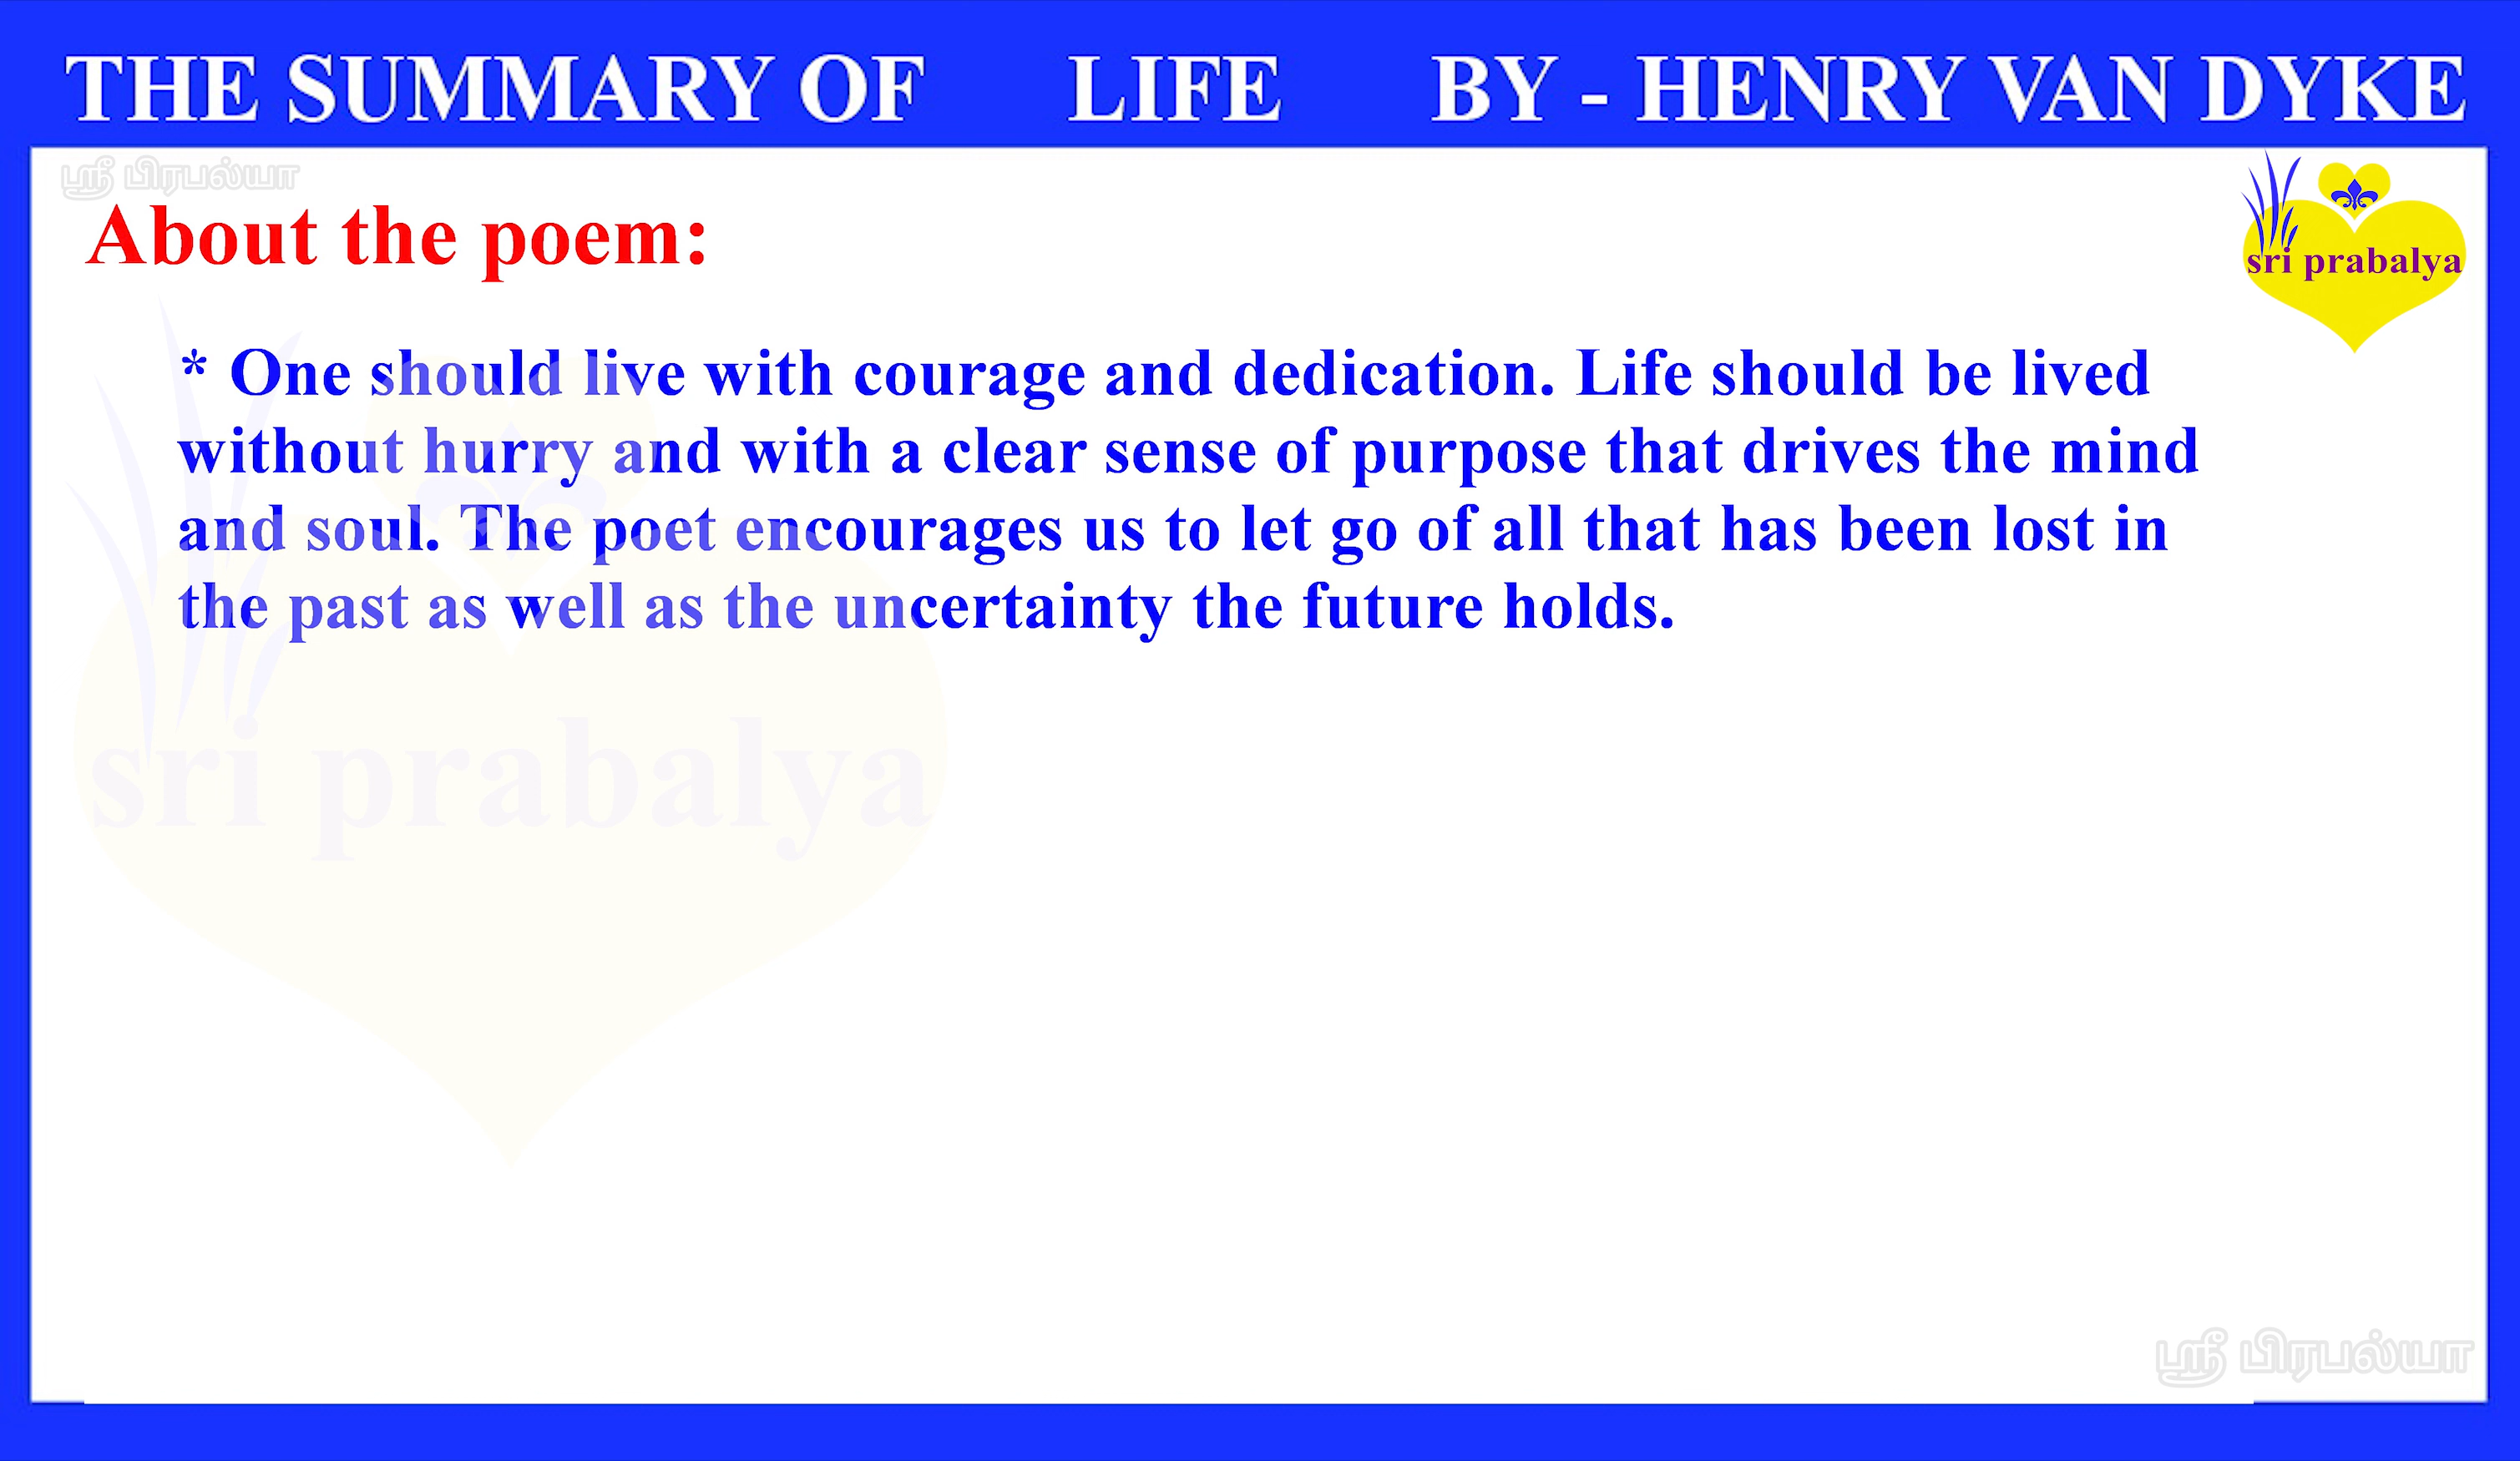 THE SUMMARY OF LIFE BY - HENRY VAN DYKE
ஸ்ரீ பிரபல்யா
sri prabalya
About the poem:
* One should live with courage and dedication. Life should be lived
without hurry and with a clear sense of purpose that drives the mind
and soul. The poet encourages us to let go of all that has been lost in
the past as well as the uncertainty the future holds.
sri prabalya
ஸ்ரீ பிரபல்யா